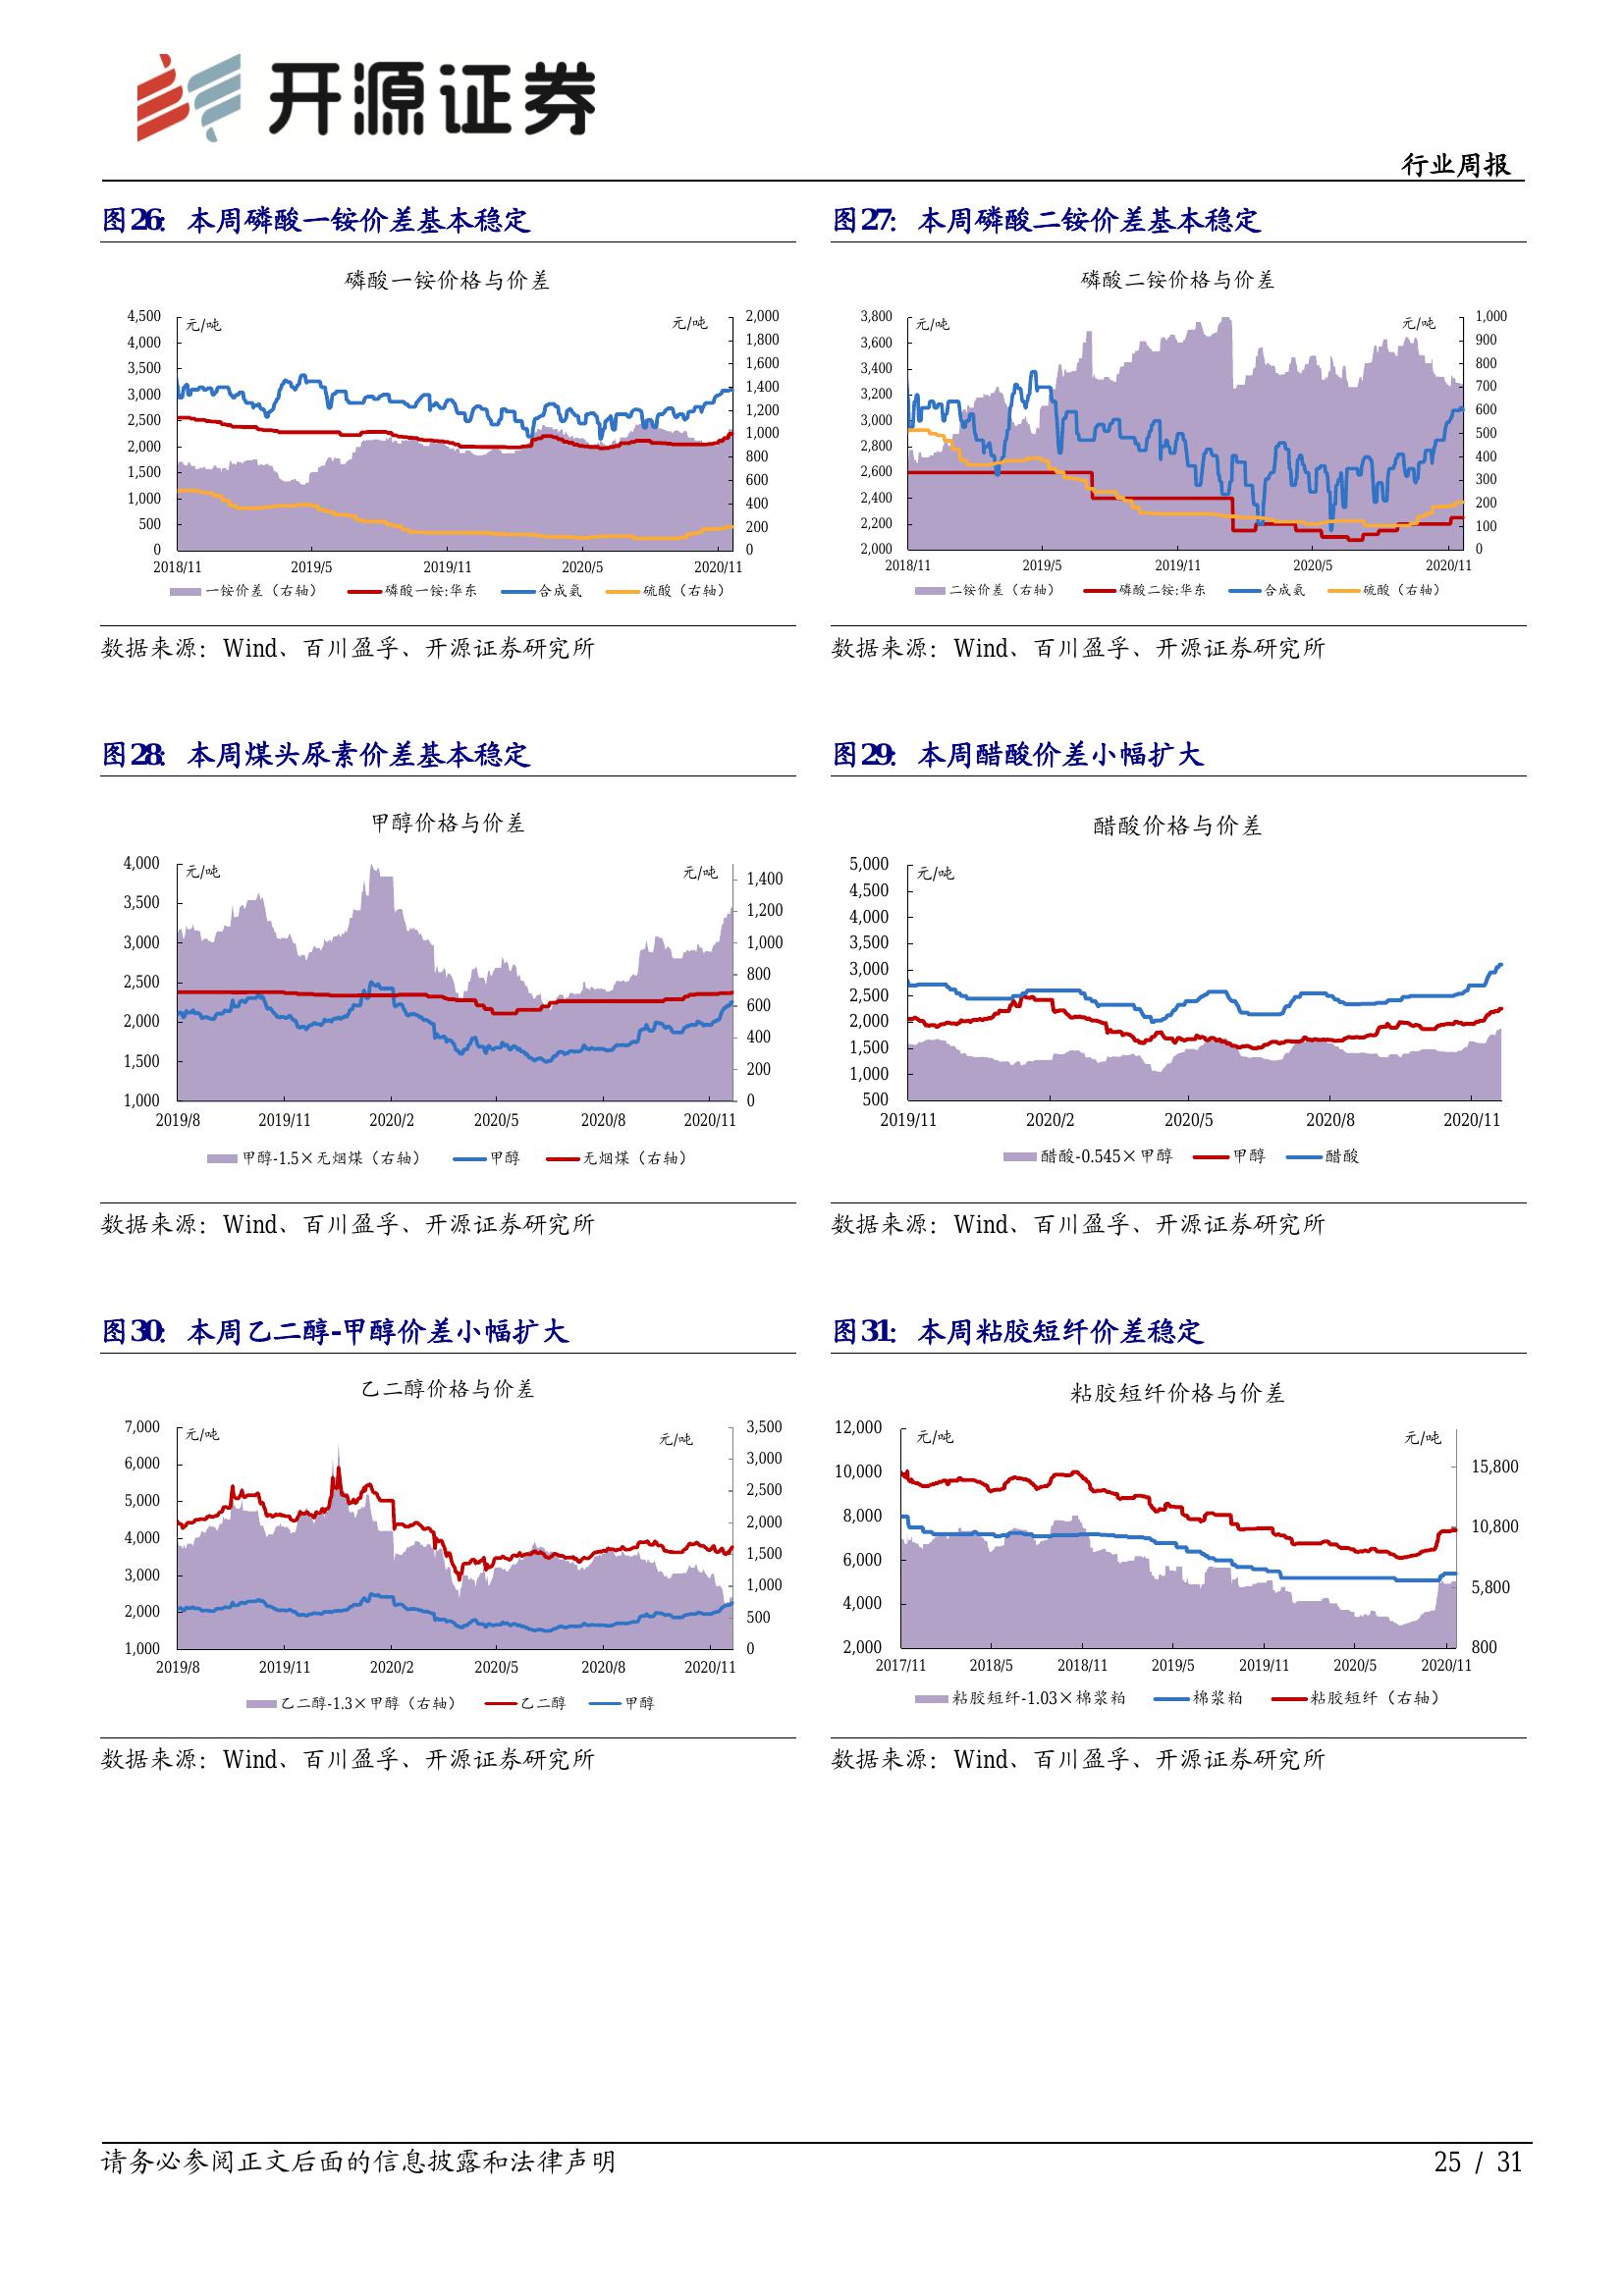 开源证券
行业周报
图26： 本周磷酸一铵价差基本稳定
图27： 本周磷酸二铵价差基本稳定
磷酸一铵价格与价差
4,500
4,000
3,500
3,000
2,500
2,000
1,500
1,000
500
0
元/吨
元/吨
2,000
1,800
1,600
1,400
1,200
1,000
800
600
400
200
0
2018/11 2019/5 2019/11 2020/5 2020/11
一铵价差（右轴） 磷酸一铵:华东 合成氨 硫酸（右轴）
磷酸二铵价格与价差
3,800
3,600
3,400
3,200
3,000
2,800
2,600
2,400
2,200
2,000
元/吨
元/吨
1,000
900
800
700
600
500
400
300
200
100
0
2018/11 2019/5 2019/11 2020/5 2020/11
二铵价差（右轴） 磷酸二铵:华东 合成氨 硫酸（右轴）
数据来源：Wind、百川盈孚、开源证券研究所
数据来源：Wind、百川盈孚、开源证券研究所
图28： 本周煤头尿素价差基本稳定
图29： 本周醋酸价差小幅扩大
甲醇价格与价差
4,000
3,500
3,000
2,500
2,000
1,500
1,000
元/吨
元/吨
1,400
1,200
1,000
800
600
400
200
0
2019/8 2019/11 2020/2 2020/5 2020/8 2020/11
甲醇-1.5×无烟煤（右轴） 甲醇 无烟煤（右轴）
醋酸价格与价差
5,000
4,500
4,000
3,500
3,000
2,500
2,000
1,500
1,000
500
元/吨
2019/11 2020/2 2020/5 2020/8 2020/11
醋酸-0.545×甲醇 甲醇 醋酸
数据来源：Wind、百川盈孚、开源证券研究所
数据来源：Wind、百川盈孚、开源证券研究所
图30： 本周乙二醇-甲醇价差小幅扩大
图31： 本周粘胶短纤价差稳定
乙二醇价格与价差
7,000
6,000
5,000
4,000
3,000
2,000
1,000
元/吨
元/吨
3,500
3,000
2,500
2,000
1,500
1,000
500
0
2019/8 2019/11 2020/2 2020/5 2020/8 2020/11
乙二醇-1.3×甲醇（右轴） 乙二醇 甲醇
粘胶短纤价格与价差
12,000
10,000
8,000
6,000
4,000
2,000
元/吨
元/吨
15,800
10,800
5,800
800
2017/11 2018/5 2018/11 2019/5 2019/11 2020/5 2020/11
粘胶短纤-1.03×棉浆粕 棉浆粕 粘胶短纤（右轴）
数据来源：Wind、百川盈孚、开源证券研究所
数据来源：Wind、百川盈孚、开源证券研究所
请务必参阅正文后面的信息披露和法律声明
25 / 31